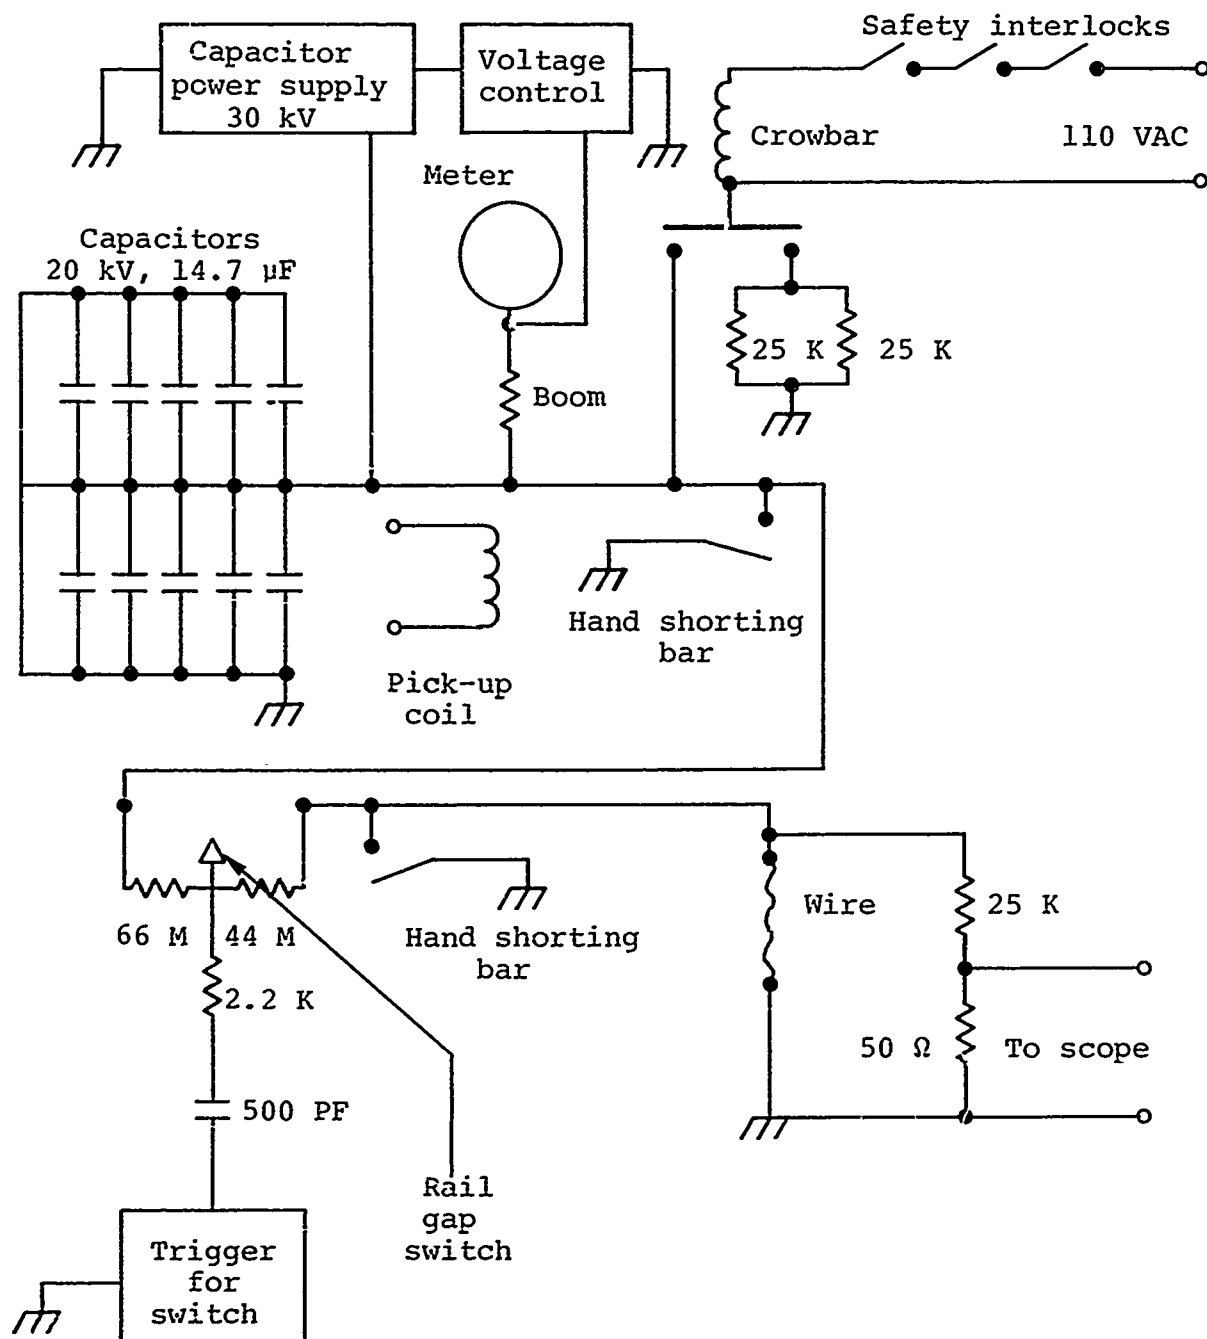 Safety interlocks
Capacitor
power supply
30 kV
Voltage
control
Crowbar
110 VAC
Meter
Capacitors
20 kV, 14.7 µF
25 K
25 K
Boom
Hand shorting
bar
Pick-up
coil
66 M
44 M
Hand shorting
bar
Wire
25 K
2.2 K
50 Ω
To scope
500 PF
Rail
gap
switch
Trigger
for
switch